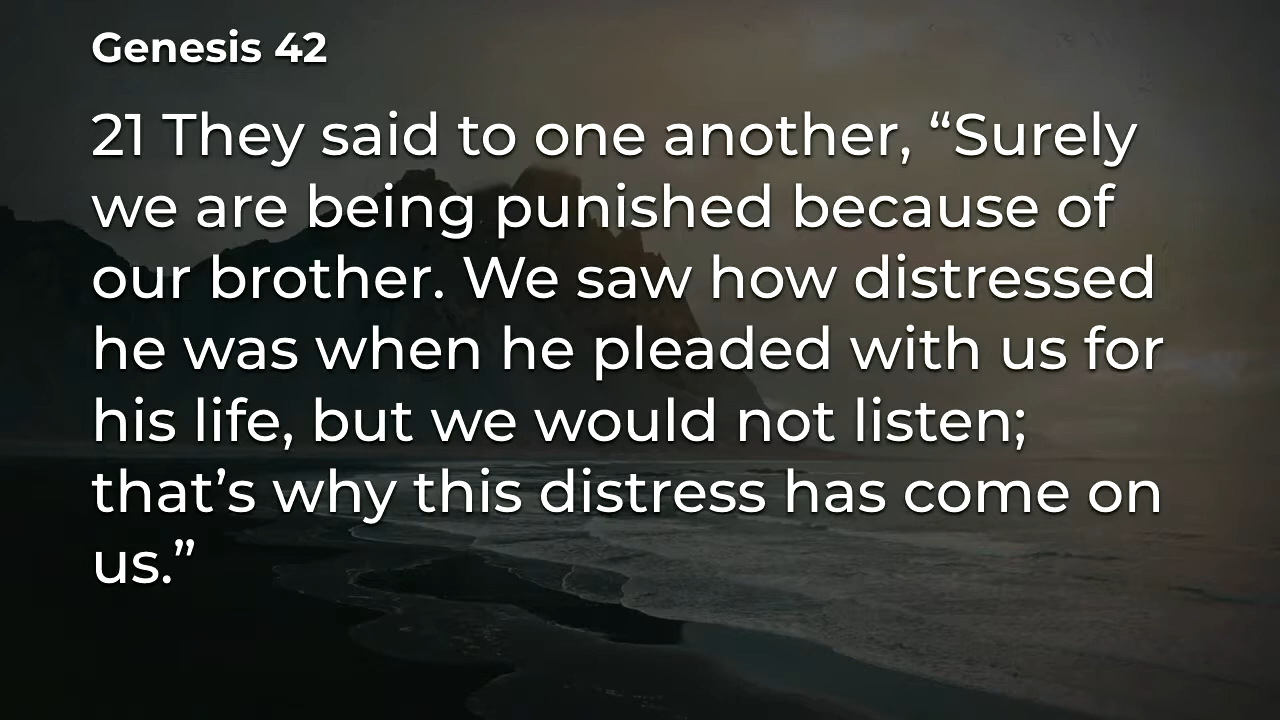 Genesis 42
21 They said to one another, “Surely
we are being punished because of
our brother. We saw how distressed
he was when he pleaded with us for
his life, but we would not listen;
that’s why this distress has come on
us.”